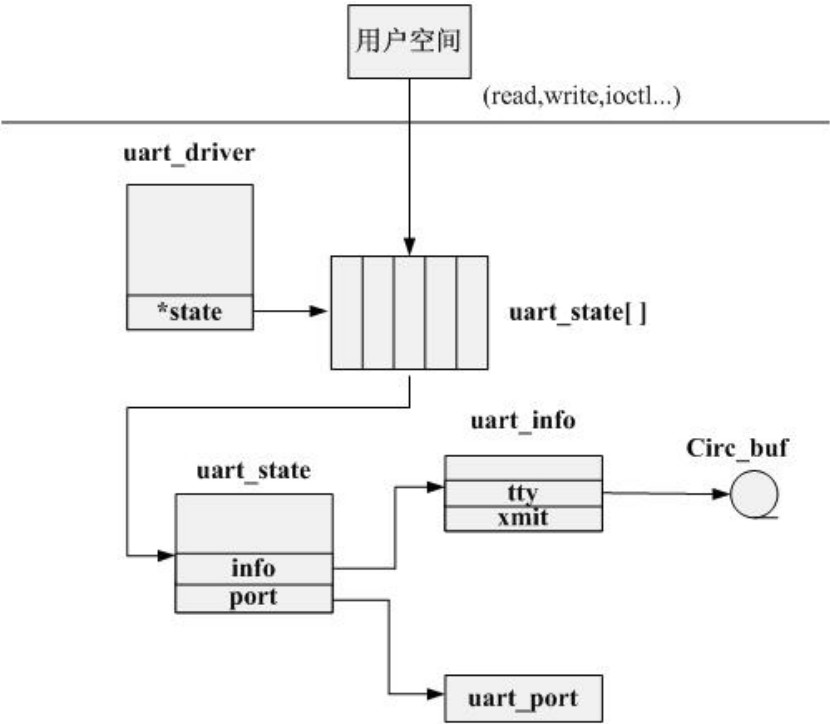 用户空间
(read,write,ioctl...)
uart_driver
*state
uart_state[ ]
uart_info
Circ_buf
uart_state
tty
xmit
info
port
uart_port